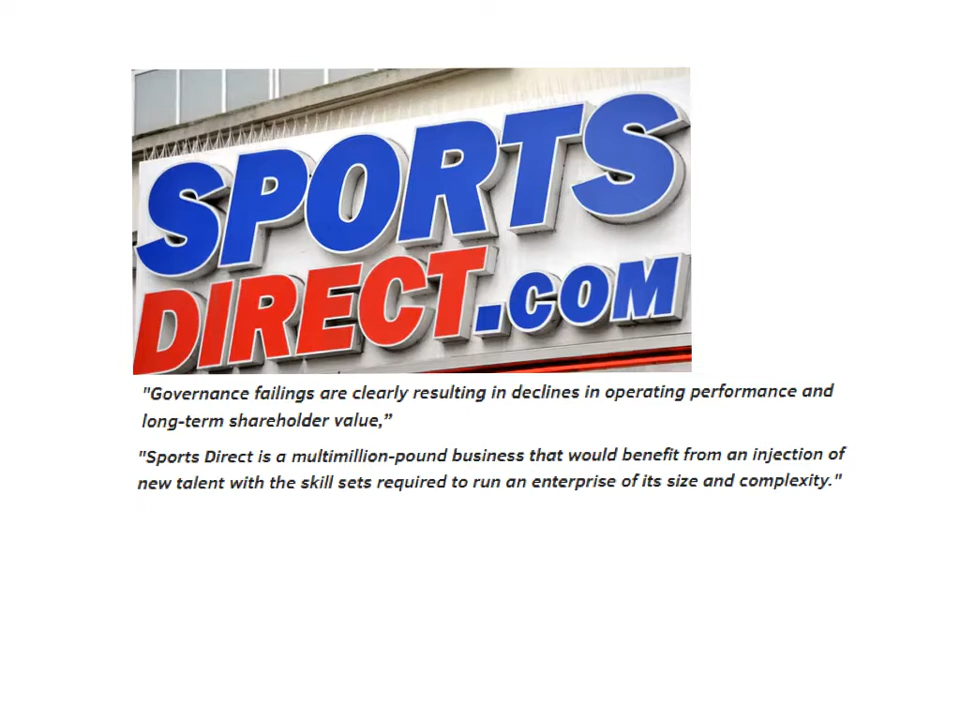 SPORTS
DIRECT.COM
"Governance failings are clearly resulting in declines in operating performance and
long-term shareholder value,”
"Sports Direct is a multimillion-pound business that would benefit from an injection of
new talent with the skill sets required to run an enterprise of its size and complexity."